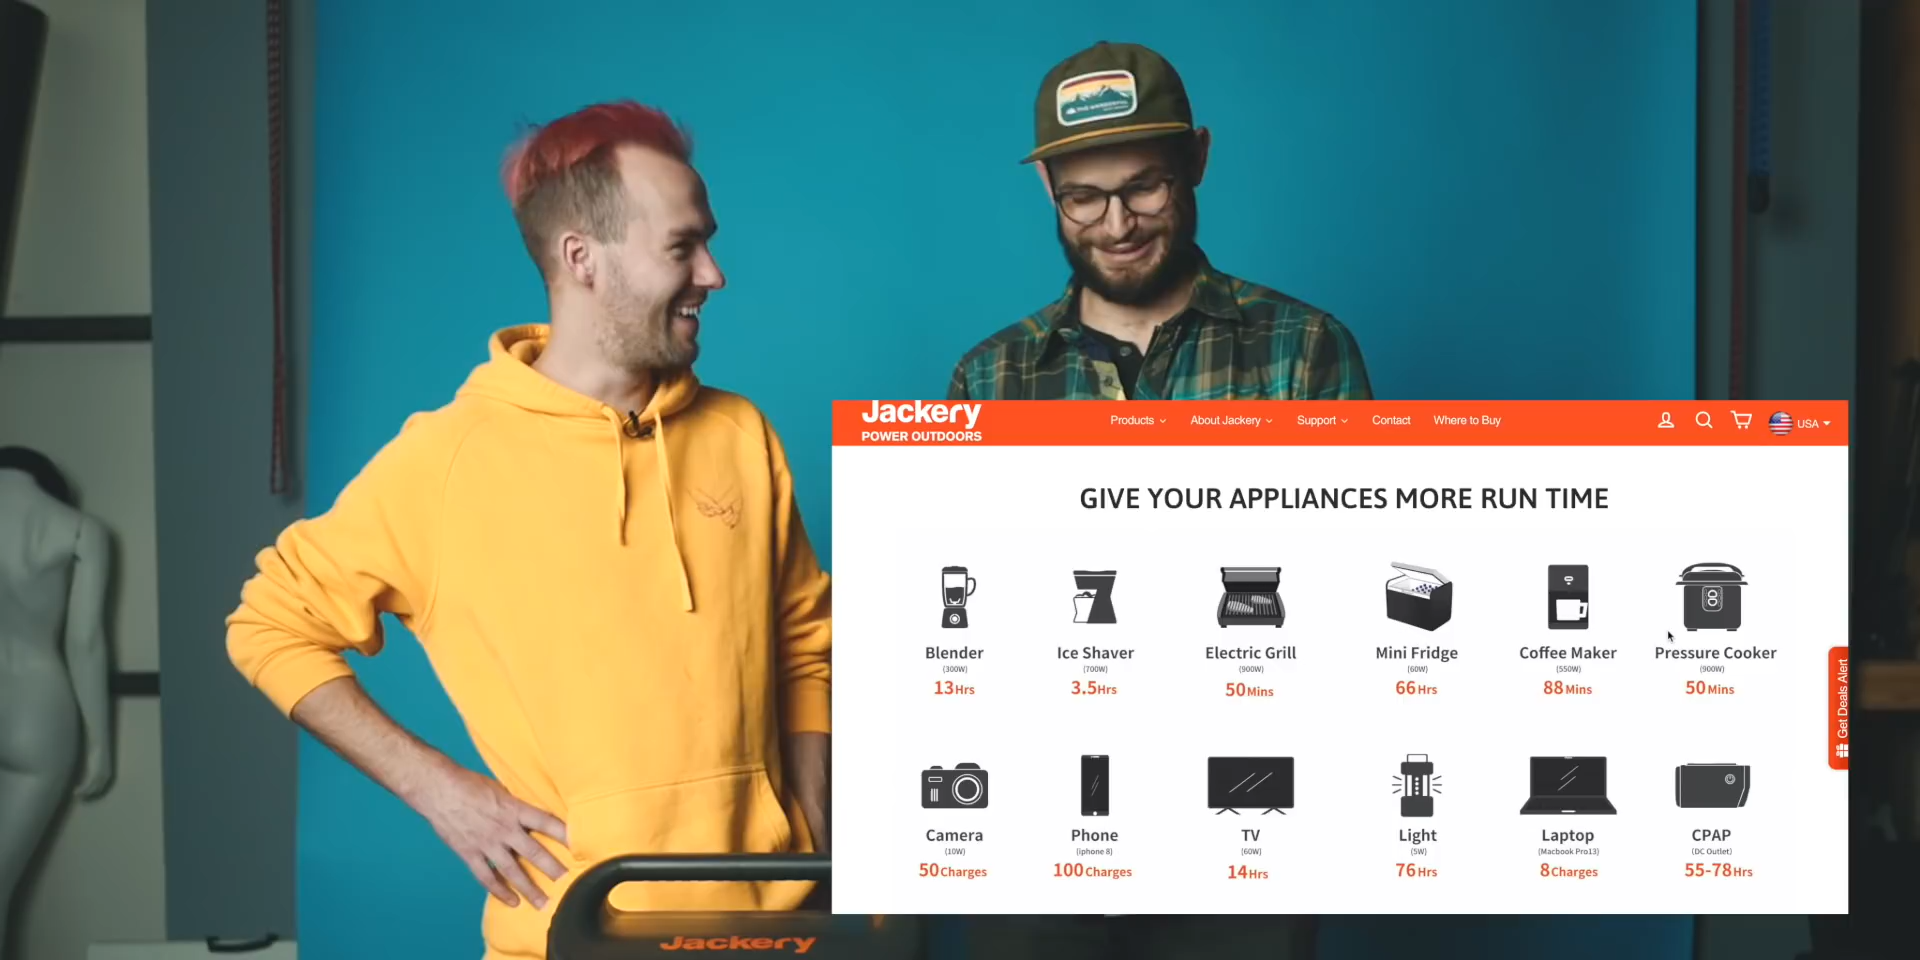 Jackery
POWER OUTDOORS
Products
About Jackery
Support
Contact
Where to Buy
USA
GIVE YOUR APPLIANCES MORE RUN TIME
Blender
(300W)
13Hrs
Ice Shaver
(700W)
3.5Hrs
Electric Grill
(900W)
50Mins
Mini Fridge
(60W)
66Hrs
Coffee Maker
(550W)
88Mins
Pressure Cooker
(900W)
50Mins
Get Deals Alert
Camera
(10W)
50Charges
Phone
(iphone 8)
100Charges
TV
(60W)
14Hrs
Light
(5W)
76Hrs
Laptop
(Macbook Pro13)
8Charges
CPAP
(DC Outlet)
55-78Hrs
Jackery